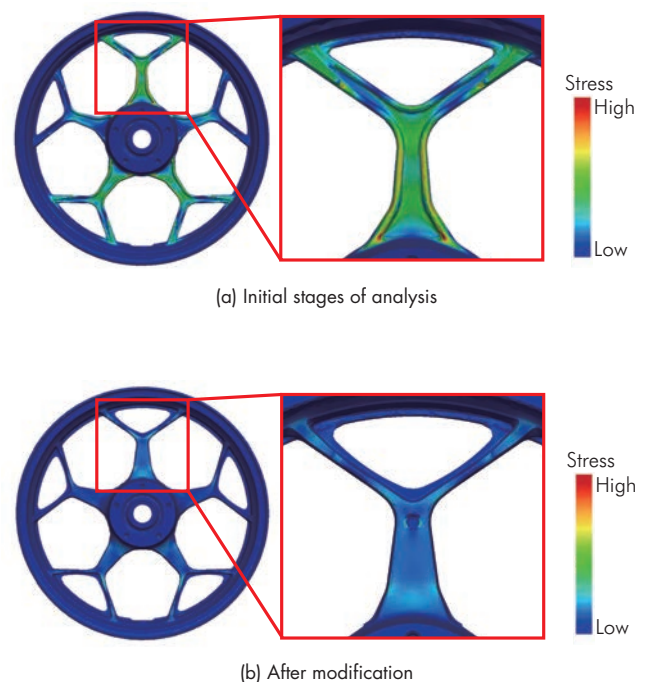 Stress
High
Low
(a) Initial stages of analysis
Stress
High
Low
(b) After modification